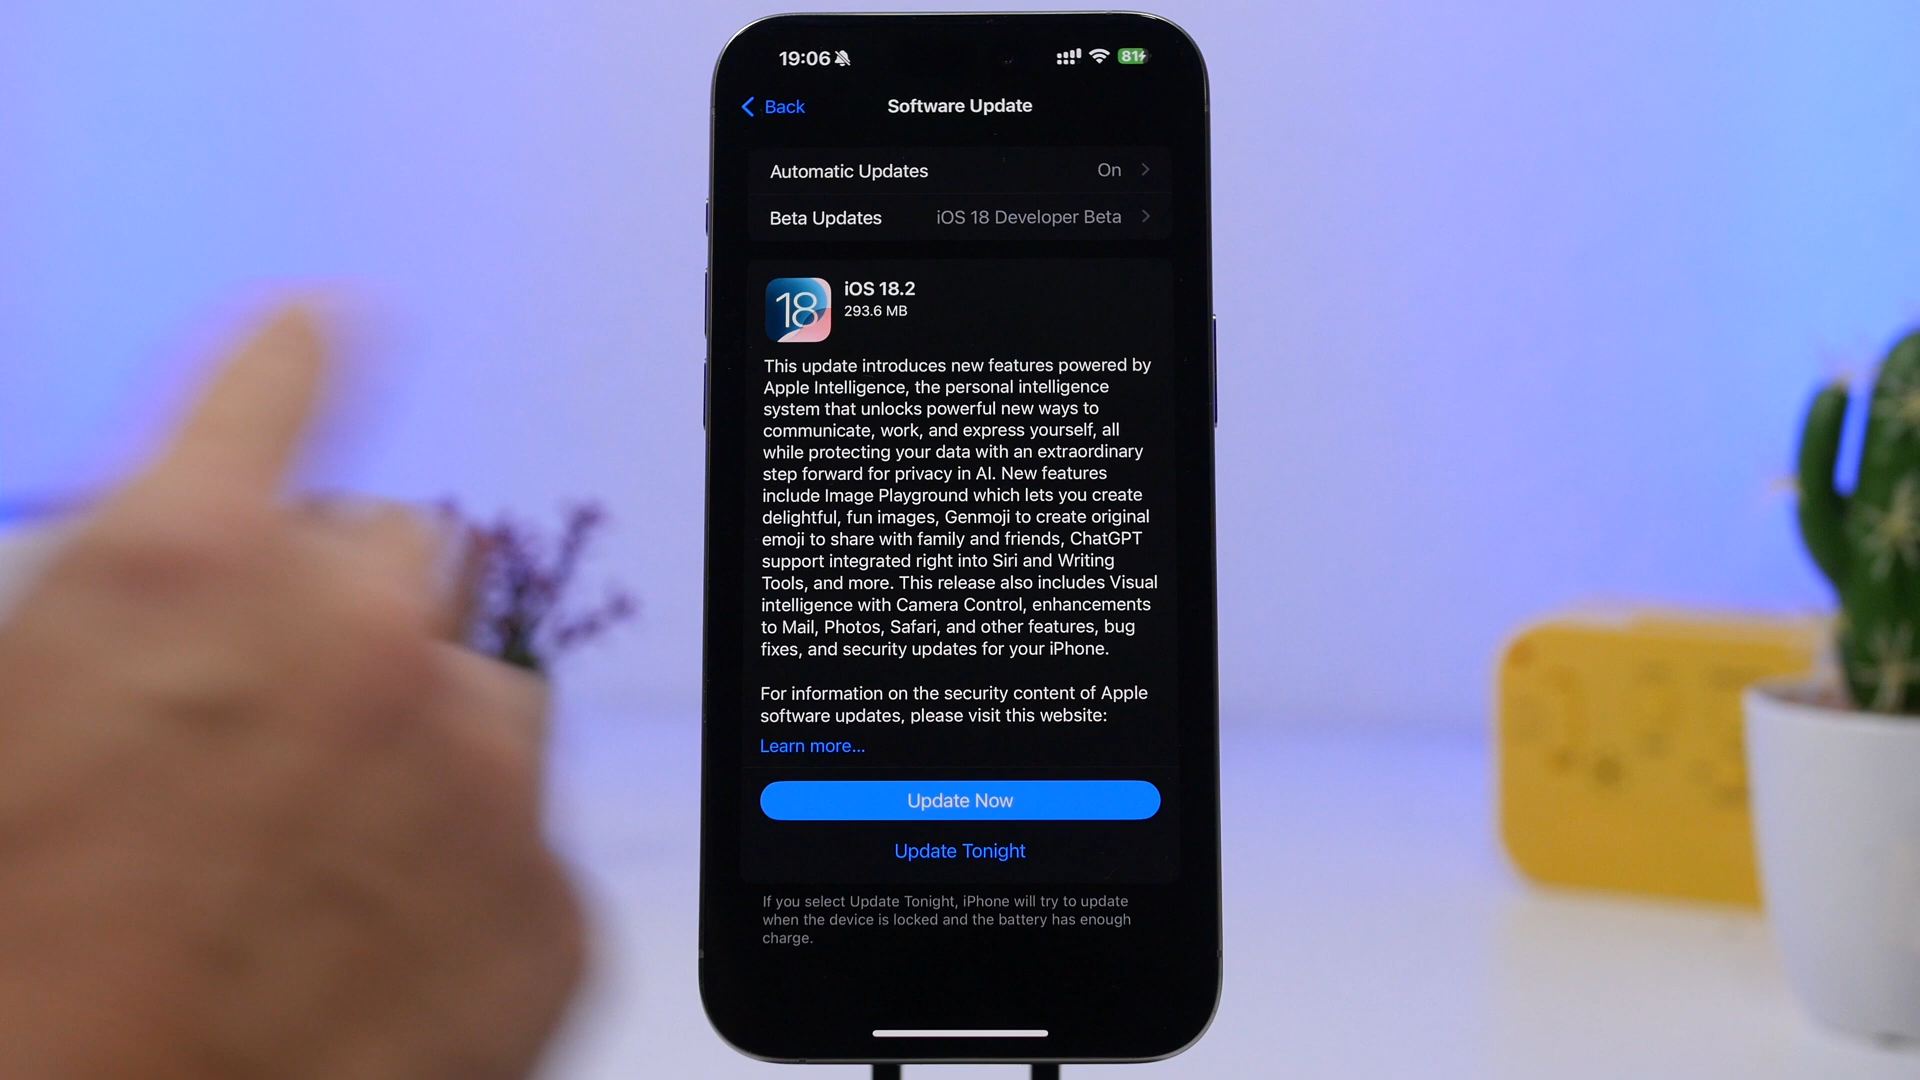 19:06
81
Back
Software Update
Automatic Updates On
Beta Updates iOS 18 Developer Beta
18
iOS 18.2
293.6 MB
This update introduces new features powered by
Apple Intelligence, the personal intelligence
system that unlocks powerful new ways to
communicate, work, and express yourself, all
while protecting your data with an extraordinary
step forward for privacy in AI. New features
include Image Playground which lets you create
delightful, fun images, Genmoji to create original
emoji to share with family and friends, ChatGPT
support integrated right into Siri and Writing
Tools, and more. This release also includes Visual
intelligence with Camera Control, enhancements
to Mail, Photos, Safari, and other features, bug
fixes, and security updates for your iPhone.
For information on the security content of Apple
software updates, please visit this website:
Learn more...
Update Now
Update Tonight
If you select Update Tonight, iPhone will try to update
when the device is locked and the battery has enough
charge.